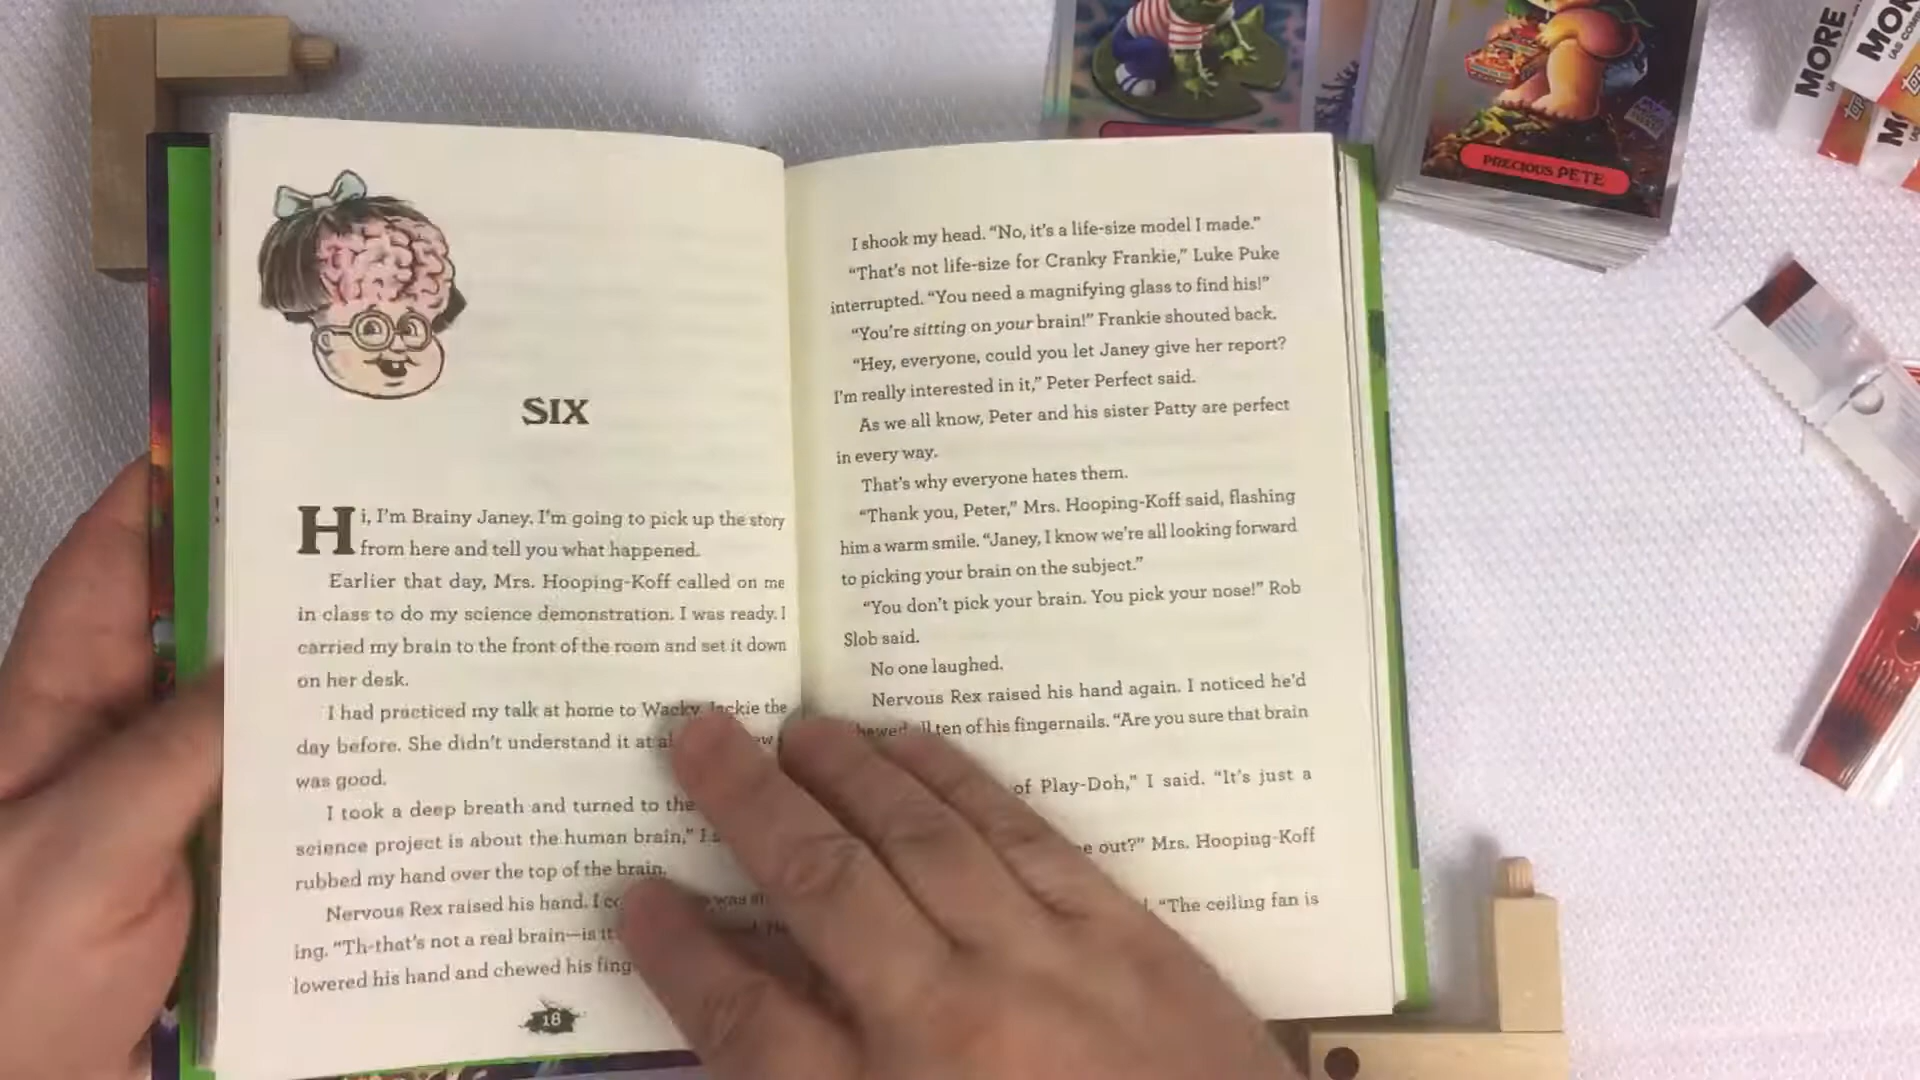 SIX
Hi, I'm Brainy Janey. I'm going to pick up the story
from here and tell you what happened.
Earlier that day, Mrs. Hooping-Koff called on me
in class to do my science demonstration. I was ready. I
carried my brain to the front of the room and set it down
on her desk.
I had practiced my talk at home to Wacky Jackie the
day before. She didn't understand it at
was good.
I took a deep breath and turned to the
science project is about the human brain,"
rubbed my hand over the top of the brain.
Nervous Rex raised his hand. I
ing. "Th-that's not a real brain—is it
lowered his hand and chewed his
18
I shook my head. "No, it's a life-size model I made."
"That's not life-size for Cranky Frankie," Luke Puke
interrupted. "You need a magnifying glass to find his!"
"You're sitting on your brain!" Frankie shouted back.
"Hey, everyone, could you let Janey give her report?
I'm really interested in it," Peter Perfect said.
As we all know, Peter and his sister Patty are perfect
in every way.
That's why everyone hates them.
"Thank you, Peter," Mrs. Hooping-Koff said, flashing
him a warm smile. "Janey, I know we're all looking forward
to picking your brain on the subject."
"You don't pick your brain. You pick your nose!" Rob
Slob said.
No one laughed.
Nervous Rex raised his hand again. I noticed he'd
ten of his fingernails. "Are you sure that brain
of Play-Doh," I said. "It's just a
out?" Mrs. Hooping-Koff
"The ceiling fan is
PRECIOUS PETE
MORE